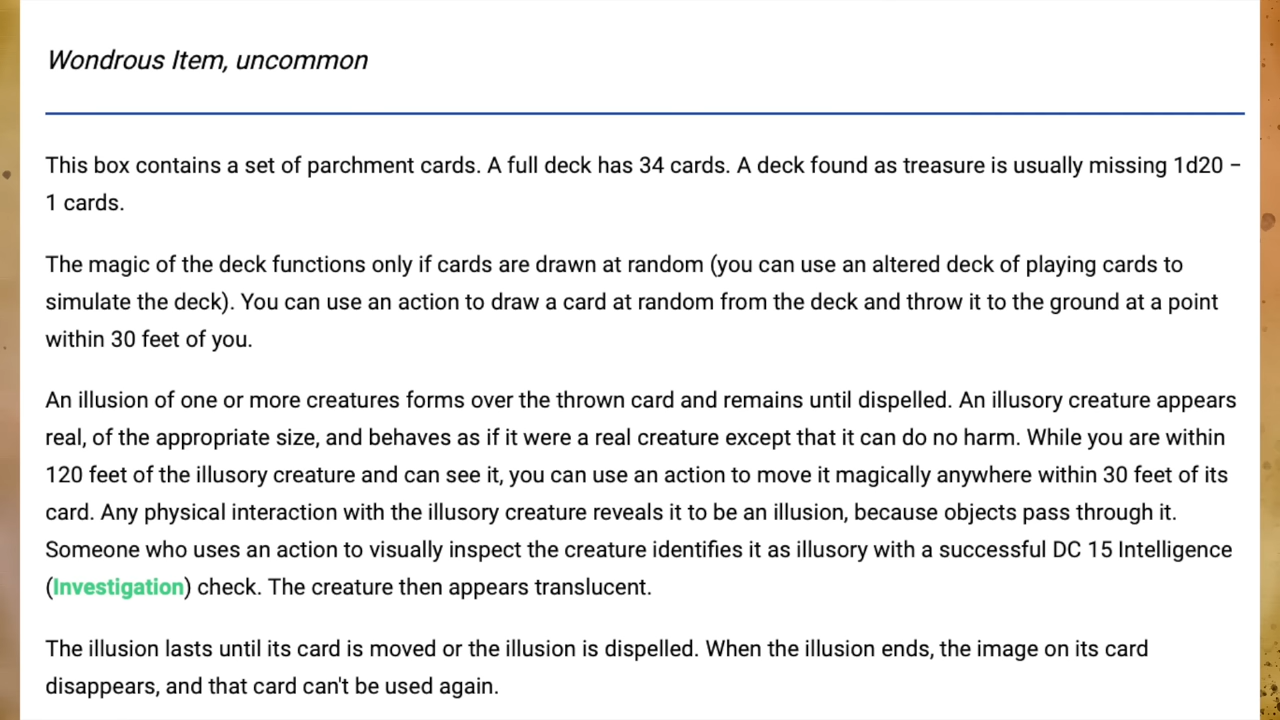 Wondrous Item, uncommon
This box contains a set of parchment cards. A full deck has 34 cards. A deck found as treasure is usually missing 1d20 −
1 cards.
The magic of the deck functions only if cards are drawn at random (you can use an altered deck of playing cards to
simulate the deck). You can use an action to draw a card at random from the deck and throw it to the ground at a point
within 30 feet of you.
An illusion of one or more creatures forms over the thrown card and remains until dispelled. An illusory creature appears
real, of the appropriate size, and behaves as if it were a real creature except that it can do no harm. While you are within
120 feet of the illusory creature and can see it, you can use an action to move it magically anywhere within 30 feet of its
card. Any physical interaction with the illusory creature reveals it to be an illusion, because objects pass through it.
Someone who uses an action to visually inspect the creature identifies it as illusory with a successful DC 15 Intelligence
(Investigation) check. The creature then appears translucent.
The illusion lasts until its card is moved or the illusion is dispelled. When the illusion ends, the image on its card
disappears, and that card can't be used again.